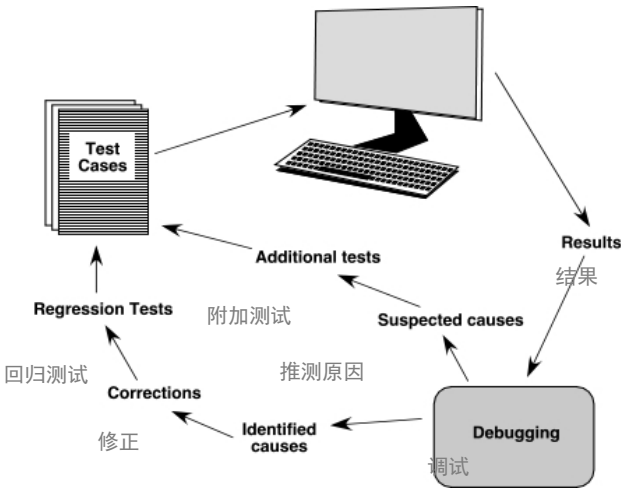 Test
Cases
Results
结果
Additional tests
Regression Tests
附加测试
Suspected causes
回归测试
推测原因
Corrections
修正
Identified
causes
Debugging
调试